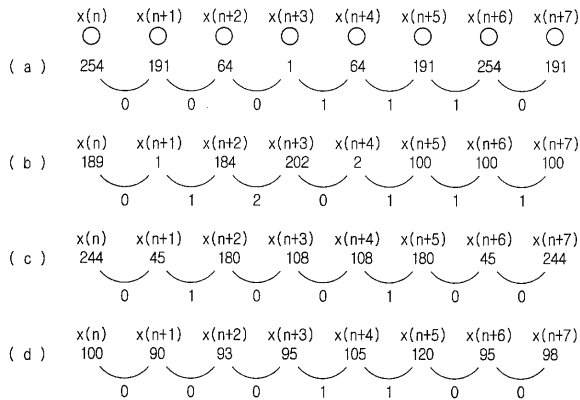 x(n) x(n+1) x(n+2) x(n+3) x(n+4) x(n+5) x(n+6) x(n+7)
( a ) 254 191 64 1 64 191 254 191
0 0 0 1 1 1 0
x(n) x(n+1) x(n+2) x(n+3) x(n+4) x(n+5) x(n+6) x(n+7)
( b ) 189 1 184 202 2 100 100 100
0 1 2 0 1 1 1
x(n) x(n+1) x(n+2) x(n+3) x(n+4) x(n+5) x(n+6) x(n+7)
( c ) 244 45 180 108 108 180 45 244
0 1 0 0 1 0 0
x(n) x(n+1) x(n+2) x(n+3) x(n+4) x(n+5) x(n+6) x(n+7)
( d ) 100 90 93 95 105 120 95 98
0 0 0 1 1 0 0